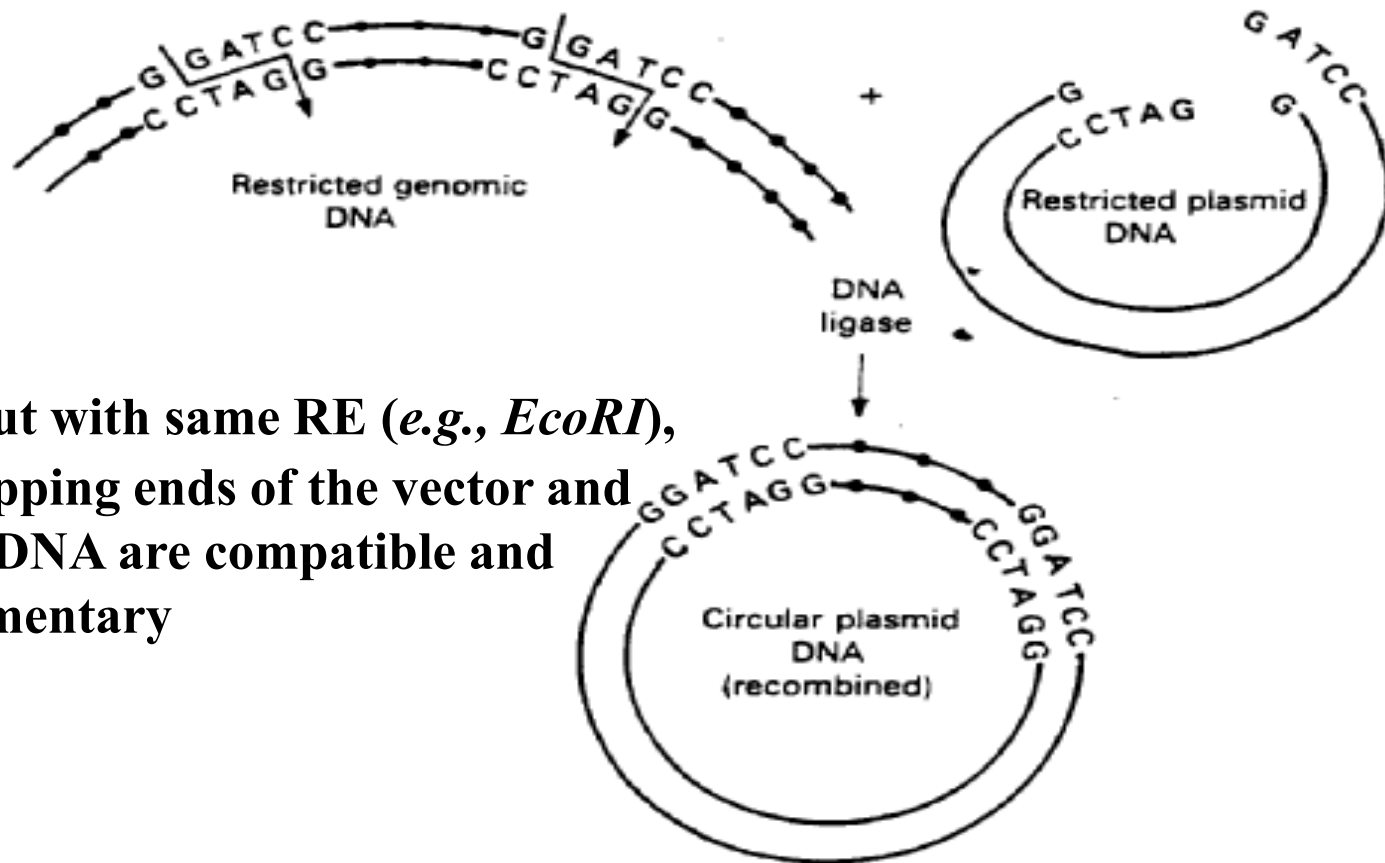 G GATCC G GATCC
CCTAG G CCTAG G
Restricted genomic
DNA
+
GATCC
G
CCTAG G
Restricted plasmid
DNA
DNA
ligase
ut with same RE (e.g., EcoRI),
pping ends of the vector and
DNA are compatible and
mentary
GGATCC GGATCC
CCTAGG CCTAGG
Circular plasmid
DNA
(recombined)